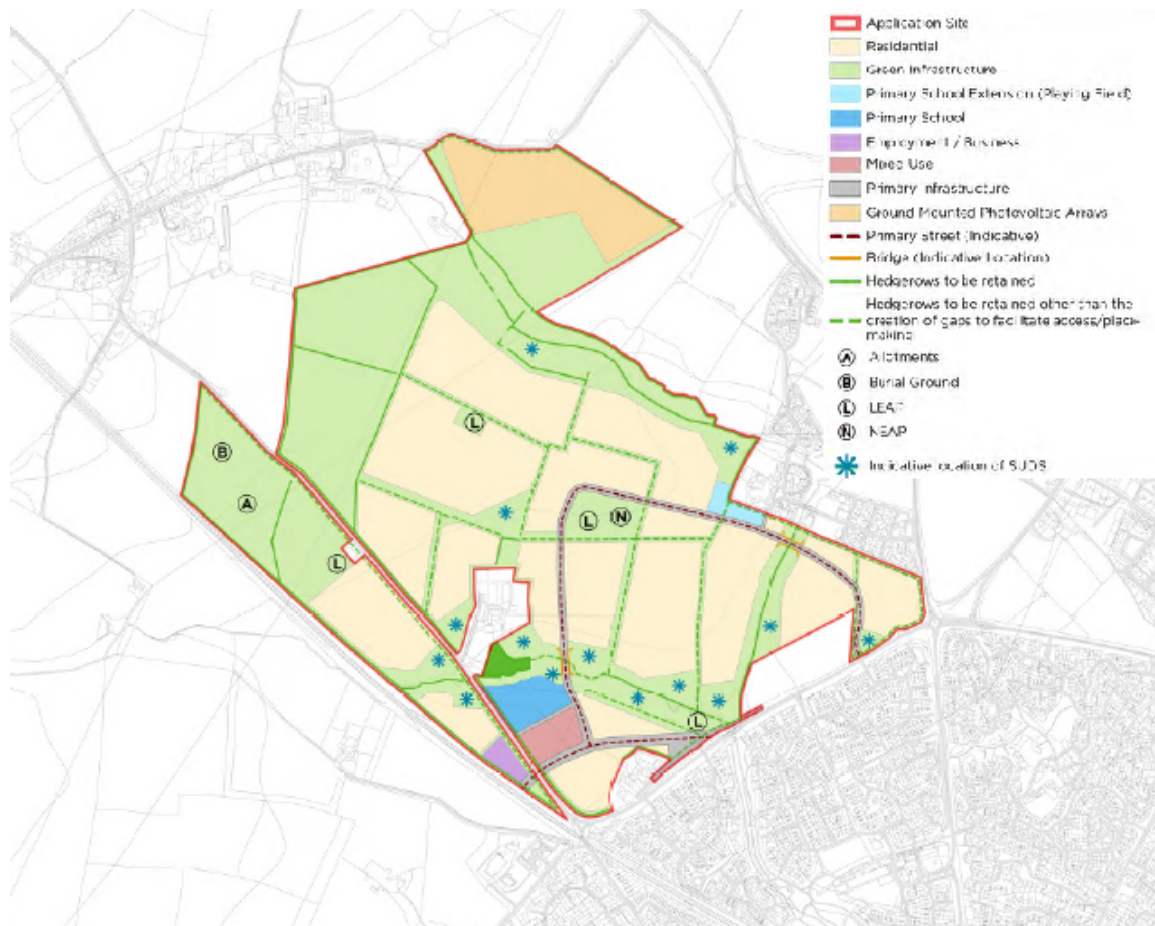 Application Site
Residential
Green Infrastructure
Primary School Extension (Playing Field)
Primary School
Employment / Business
Mixed Use
Primary Infrastructure
Ground Mounted Photovoltaic Arrays
Primary Street (Indicative)
Bridge (Indicative Location)
Hedgerows to be retained
Hedgerows to be retained other than the
creation of gaps to facilitate access/place-
making
A Allotments
B Burial Ground
L LEAP
N NEAP
Indicative location of SUDS
L
L N
B
A
L
L